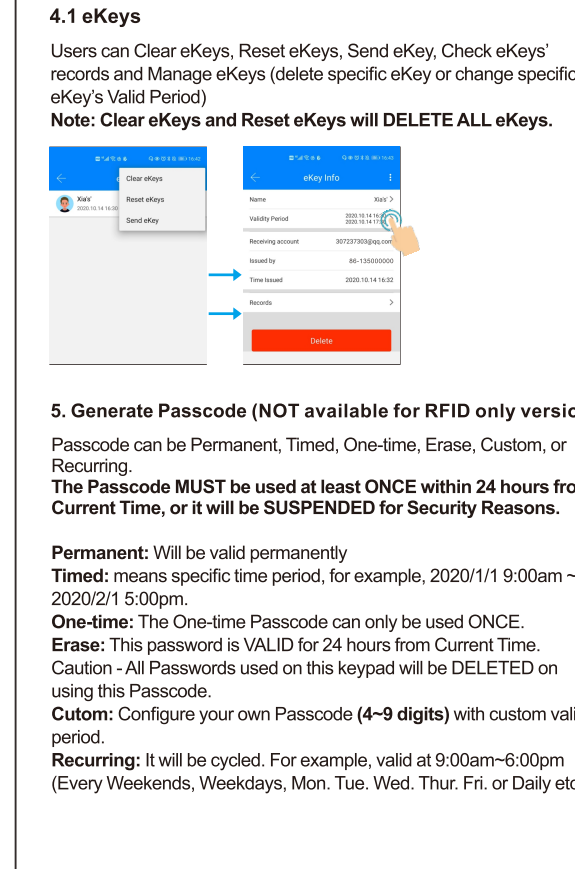 4.1 eKeys
Users can Clear eKeys, Reset eKeys, Send eKey, Check eKeys'
records and Manage eKeys (delete specific eKey or change specific
eKey's Valid Period)
Note: Clear eKeys and Reset eKeys will DELETE ALL eKeys.
16:43
Clear eKeys
Xia's'
2020.10.14 16:30
Reset eKeys
Send eKey
16:43
eKey Info
Name Xia's'
Validity Period 2020.10.14
2020.10.14
Receiving account 307237303@qq.com
Issued by 86-135000000
Time Issued 2020.10.14 16:32
Records
Delete
5. Generate Passcode (NOT available for RFID only versio
Passcode can be Permanent, Timed, One-time, Erase, Custom, or
Recurring.
The Passcode MUST be used at least ONCE within 24 hours fro
Current Time, or it will be SUSPENDED for Security Reasons.
Permanent: Will be valid permanently
Timed: means specific time period, for example, 2020/1/1 9:00am ~
2020/2/1 5:00pm.
One-time: The One-time Passcode can only be used ONCE.
Erase: This password is VALID for 24 hours from Current Time.
Caution - All Passwords used on this keypad will be DELETED on
using this Passcode.
Cutom: Configure your own Passcode (4~9 digits) with custom vali
period.
Recurring: It will be cycled. For example, valid at 9:00am~6:00pm
(Every Weekends, Weekdays, Mon. Tue. Wed. Thur. Fri. or Daily etc